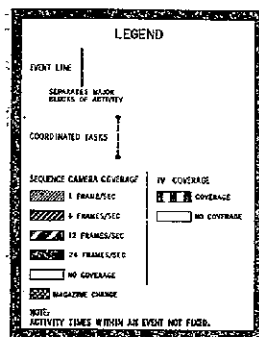 LEGEND
EVENT LINE
SEPARATES MAJOR
BLOCKS OF ACTIVITY
COORDINATED TASKS
SEQUENCE CAMERA COVERAGE
1 FRAME/SEC
6 FRAMES/SEC
12 FRAMES/SEC
24 FRAMES/SEC
NO COVERAGE
MAGAZINE CHANGE
TV COVERAGE
COVERAGE
NO COVERAGE
NOTE:
ACTIVITY TIMES WITHIN AN EVENT NOT FIXED.